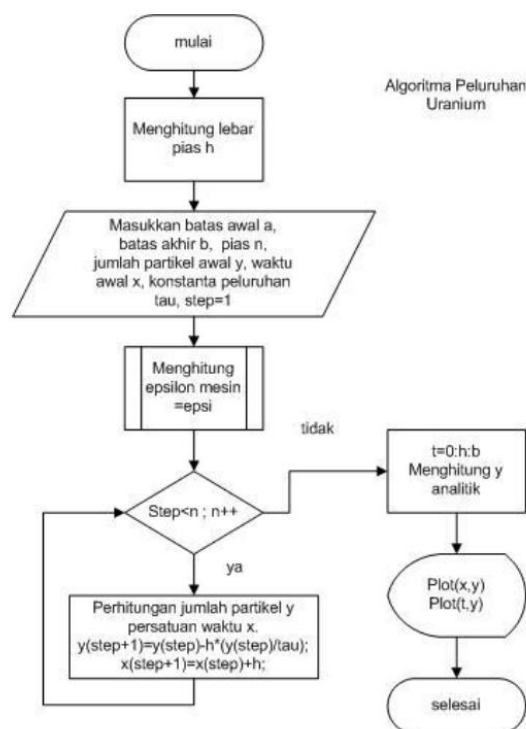 mulai
Algoritma Peluruhan
Uranium
Menghitung lebar
pias h
Masukkan batas awal a,
batas akhir b, pias n,
jumlah partikel awal y, waktu
awal x, konstanta peluruhan
tau, step=1
Menghitung
epsilon mesin
=epsi
tidak
Step<n ; n++
ya
Perhitungan jumlah partikel y
persatuan waktu x.
y(step+1)=y(step)-h*(y(step)/tau);
x(step+1)=x(step)+h;
t=0:h:b
Menghitung y
analitik
Plot(x,y)
Plot(t,y)
selesai